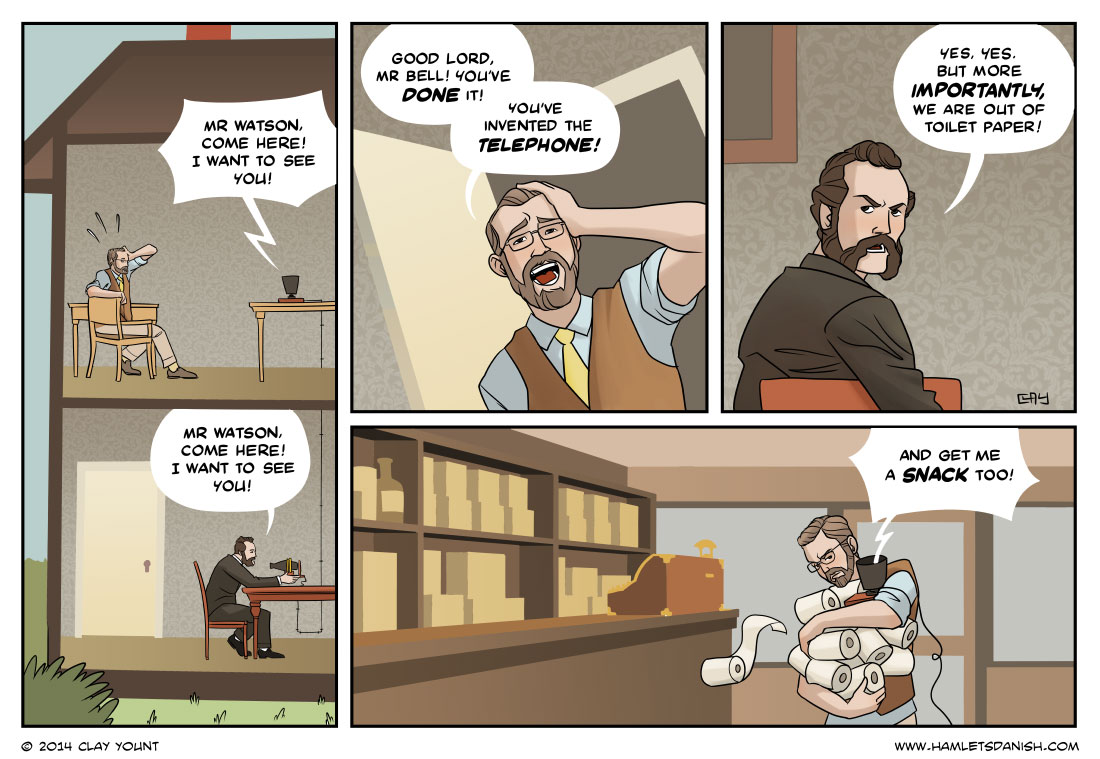 MR WATSON,
COME HERE!
I WANT TO SEE
YOU!
MR WATSON,
COME HERE!
I WANT TO SEE
YOU!
GOOD LORD,
MR BELL! YOU'VE
DONE IT!
YOU'VE
INVENTED THE
TELEPHONE!
YES, YES.
BUT MORE
IMPORTANTLY,
WE ARE OUT OF
TOILET PAPER!
CLAY
AND GET ME
A SNACK TOO!
© 2014 CLAY YOUNT
WWW.HAMLETSDANISH.COM